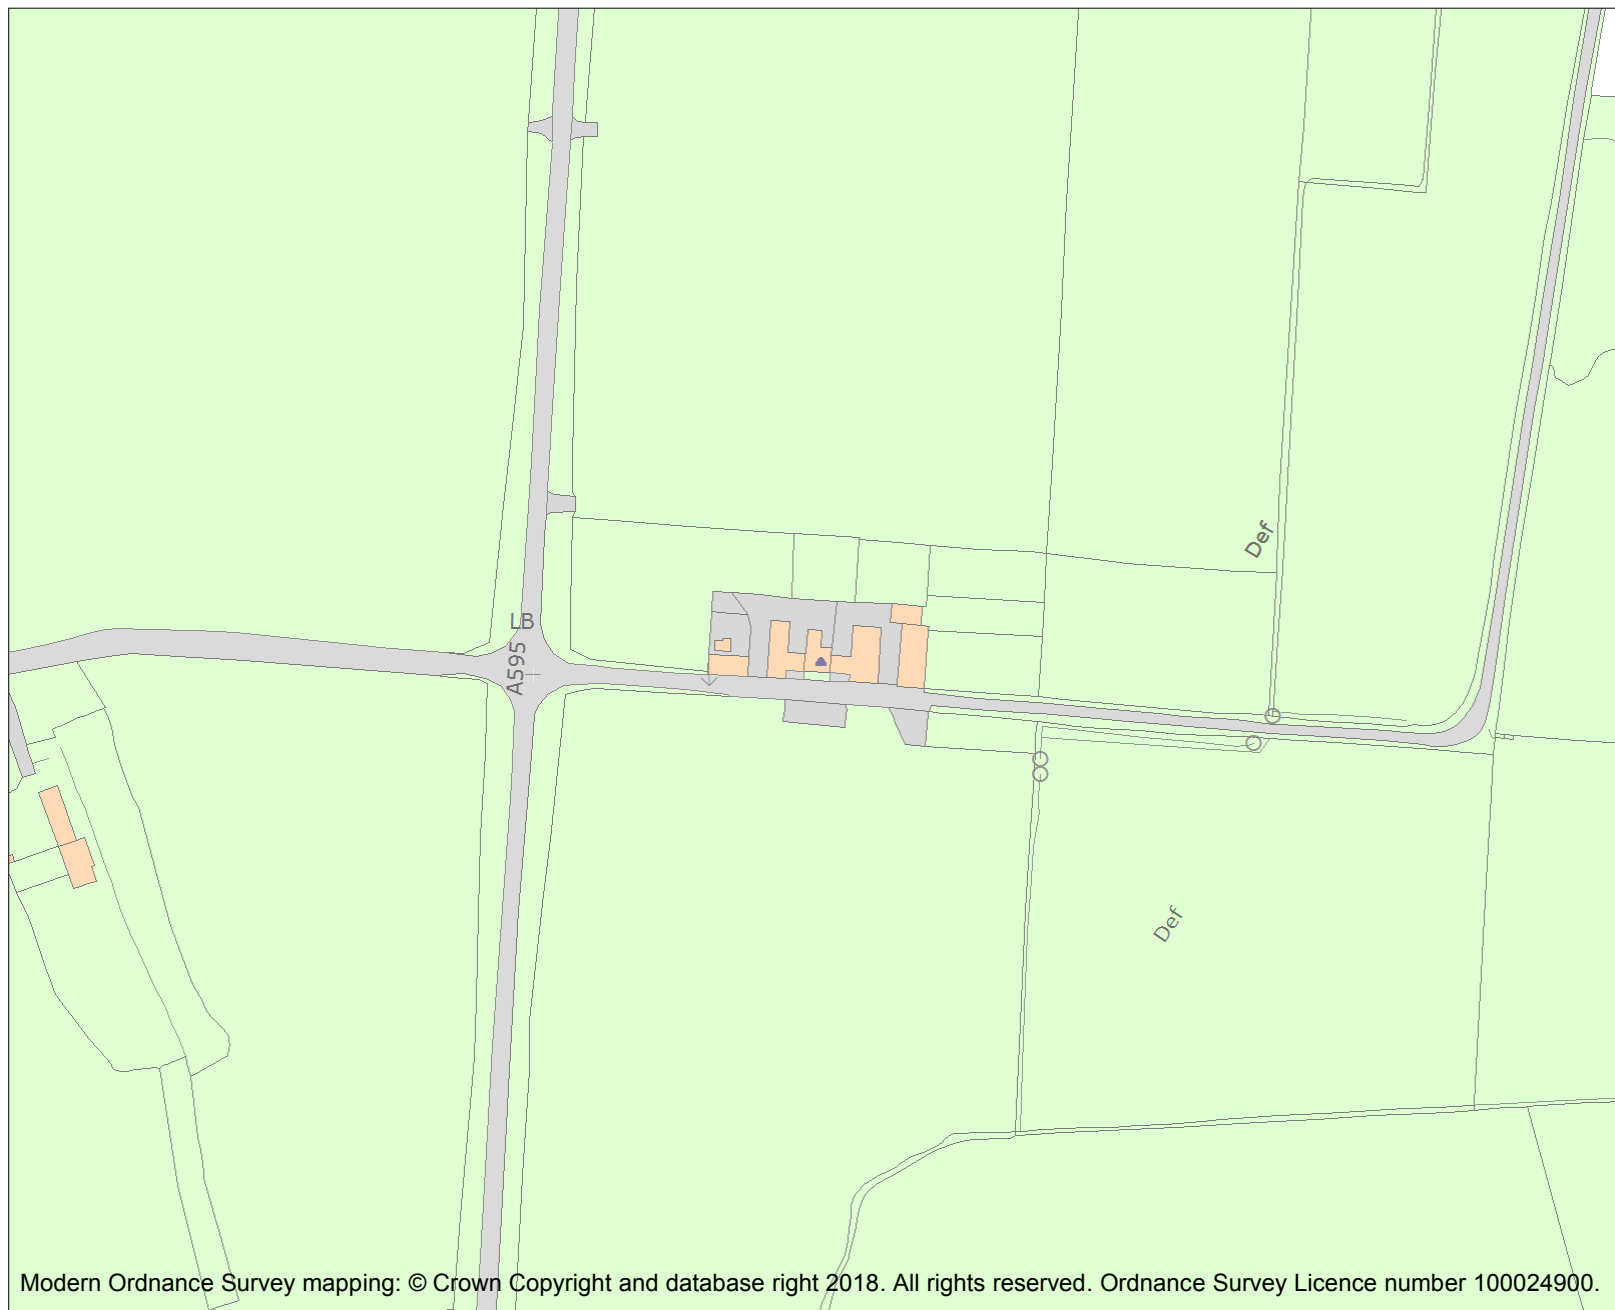 Def
LB
A595
Def
Modern Ordnance Survey mapping: © Crown Copyright and database right 2018. All rights reserved. Ordnance Survey Licence number 100024900.